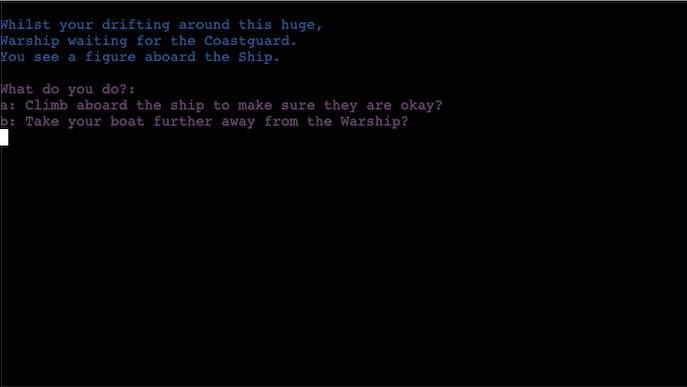 Whilst your drifting around this huge,
Warship waiting for the Coastguard.
You see a figure aboard the Ship.
What do you do?:
a: Climb aboard the ship to make sure they are okay?
b: Take your boat further away from the Warship?